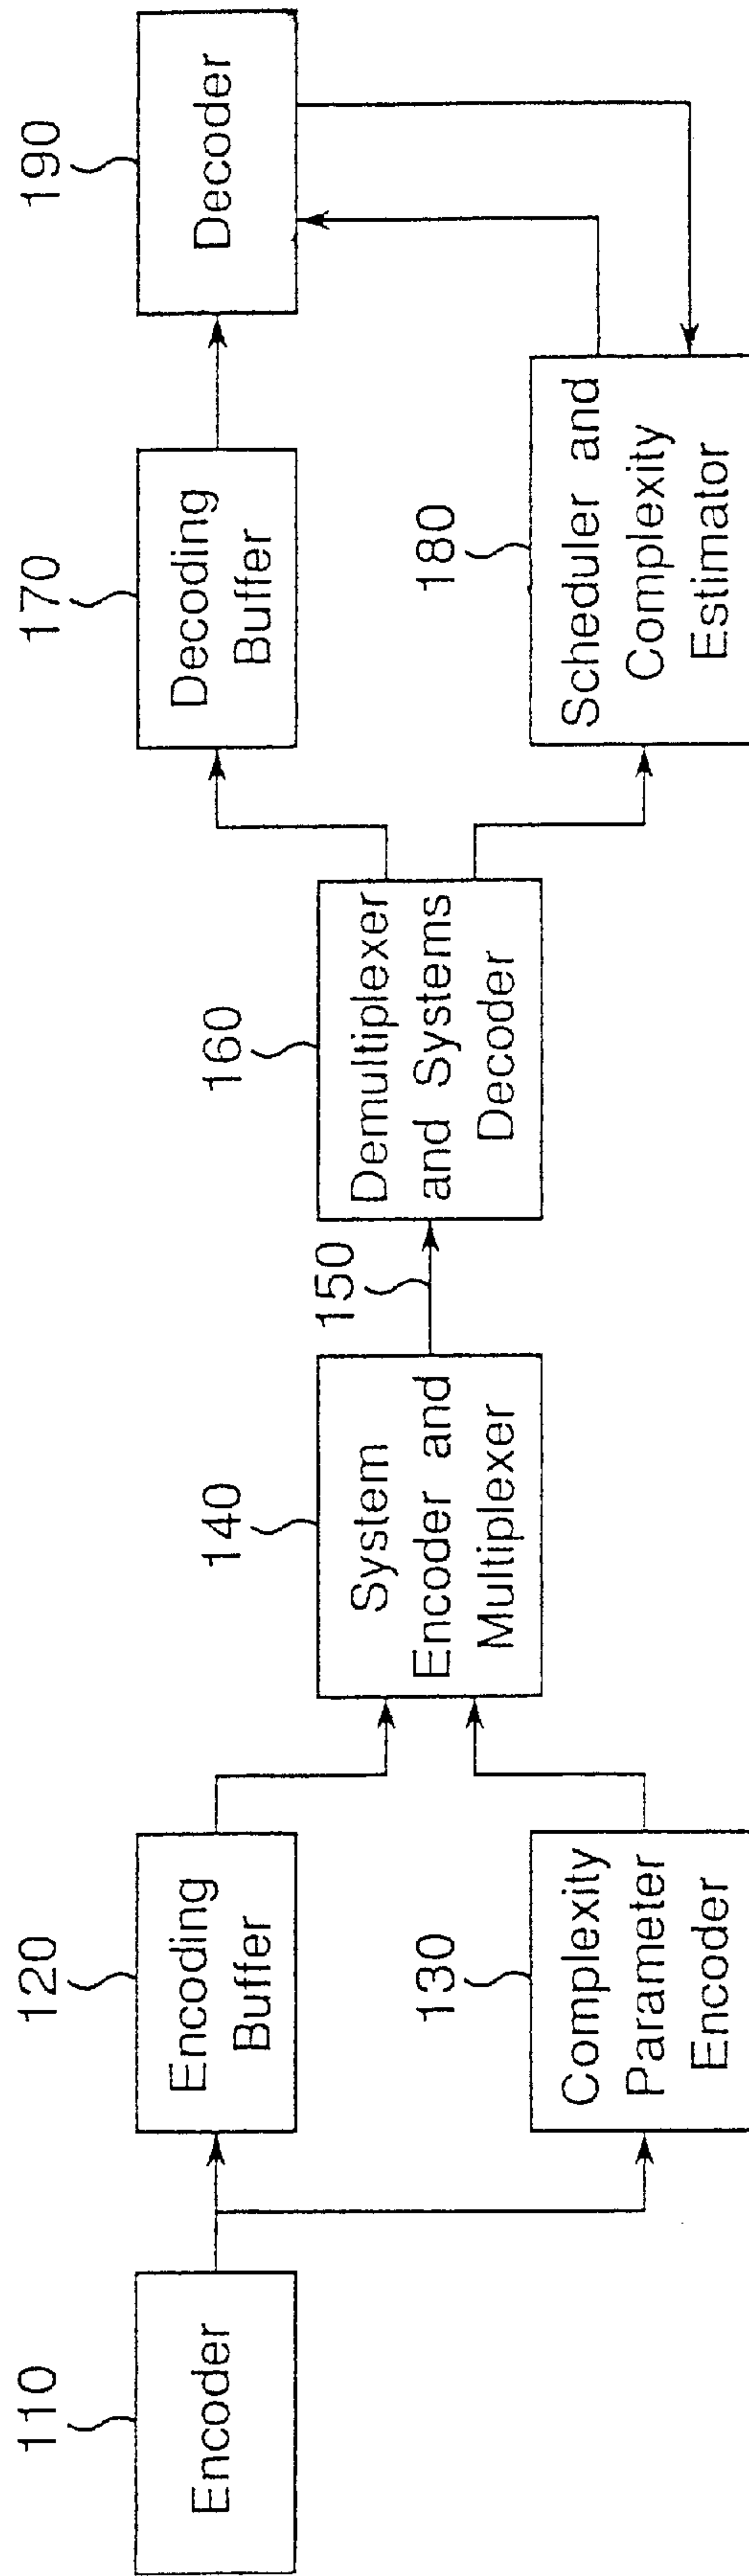 110
Encoder
120
Encoding
Buffer
130
Complexity
Parameter
Encoder
140
System
Encoder and
Multiplexer
150
160
Demultiplexer
and Systems
Decoder
170
Decoding
Buffer
180
Scheduler and
Complexity
Estimator
190
Decoder